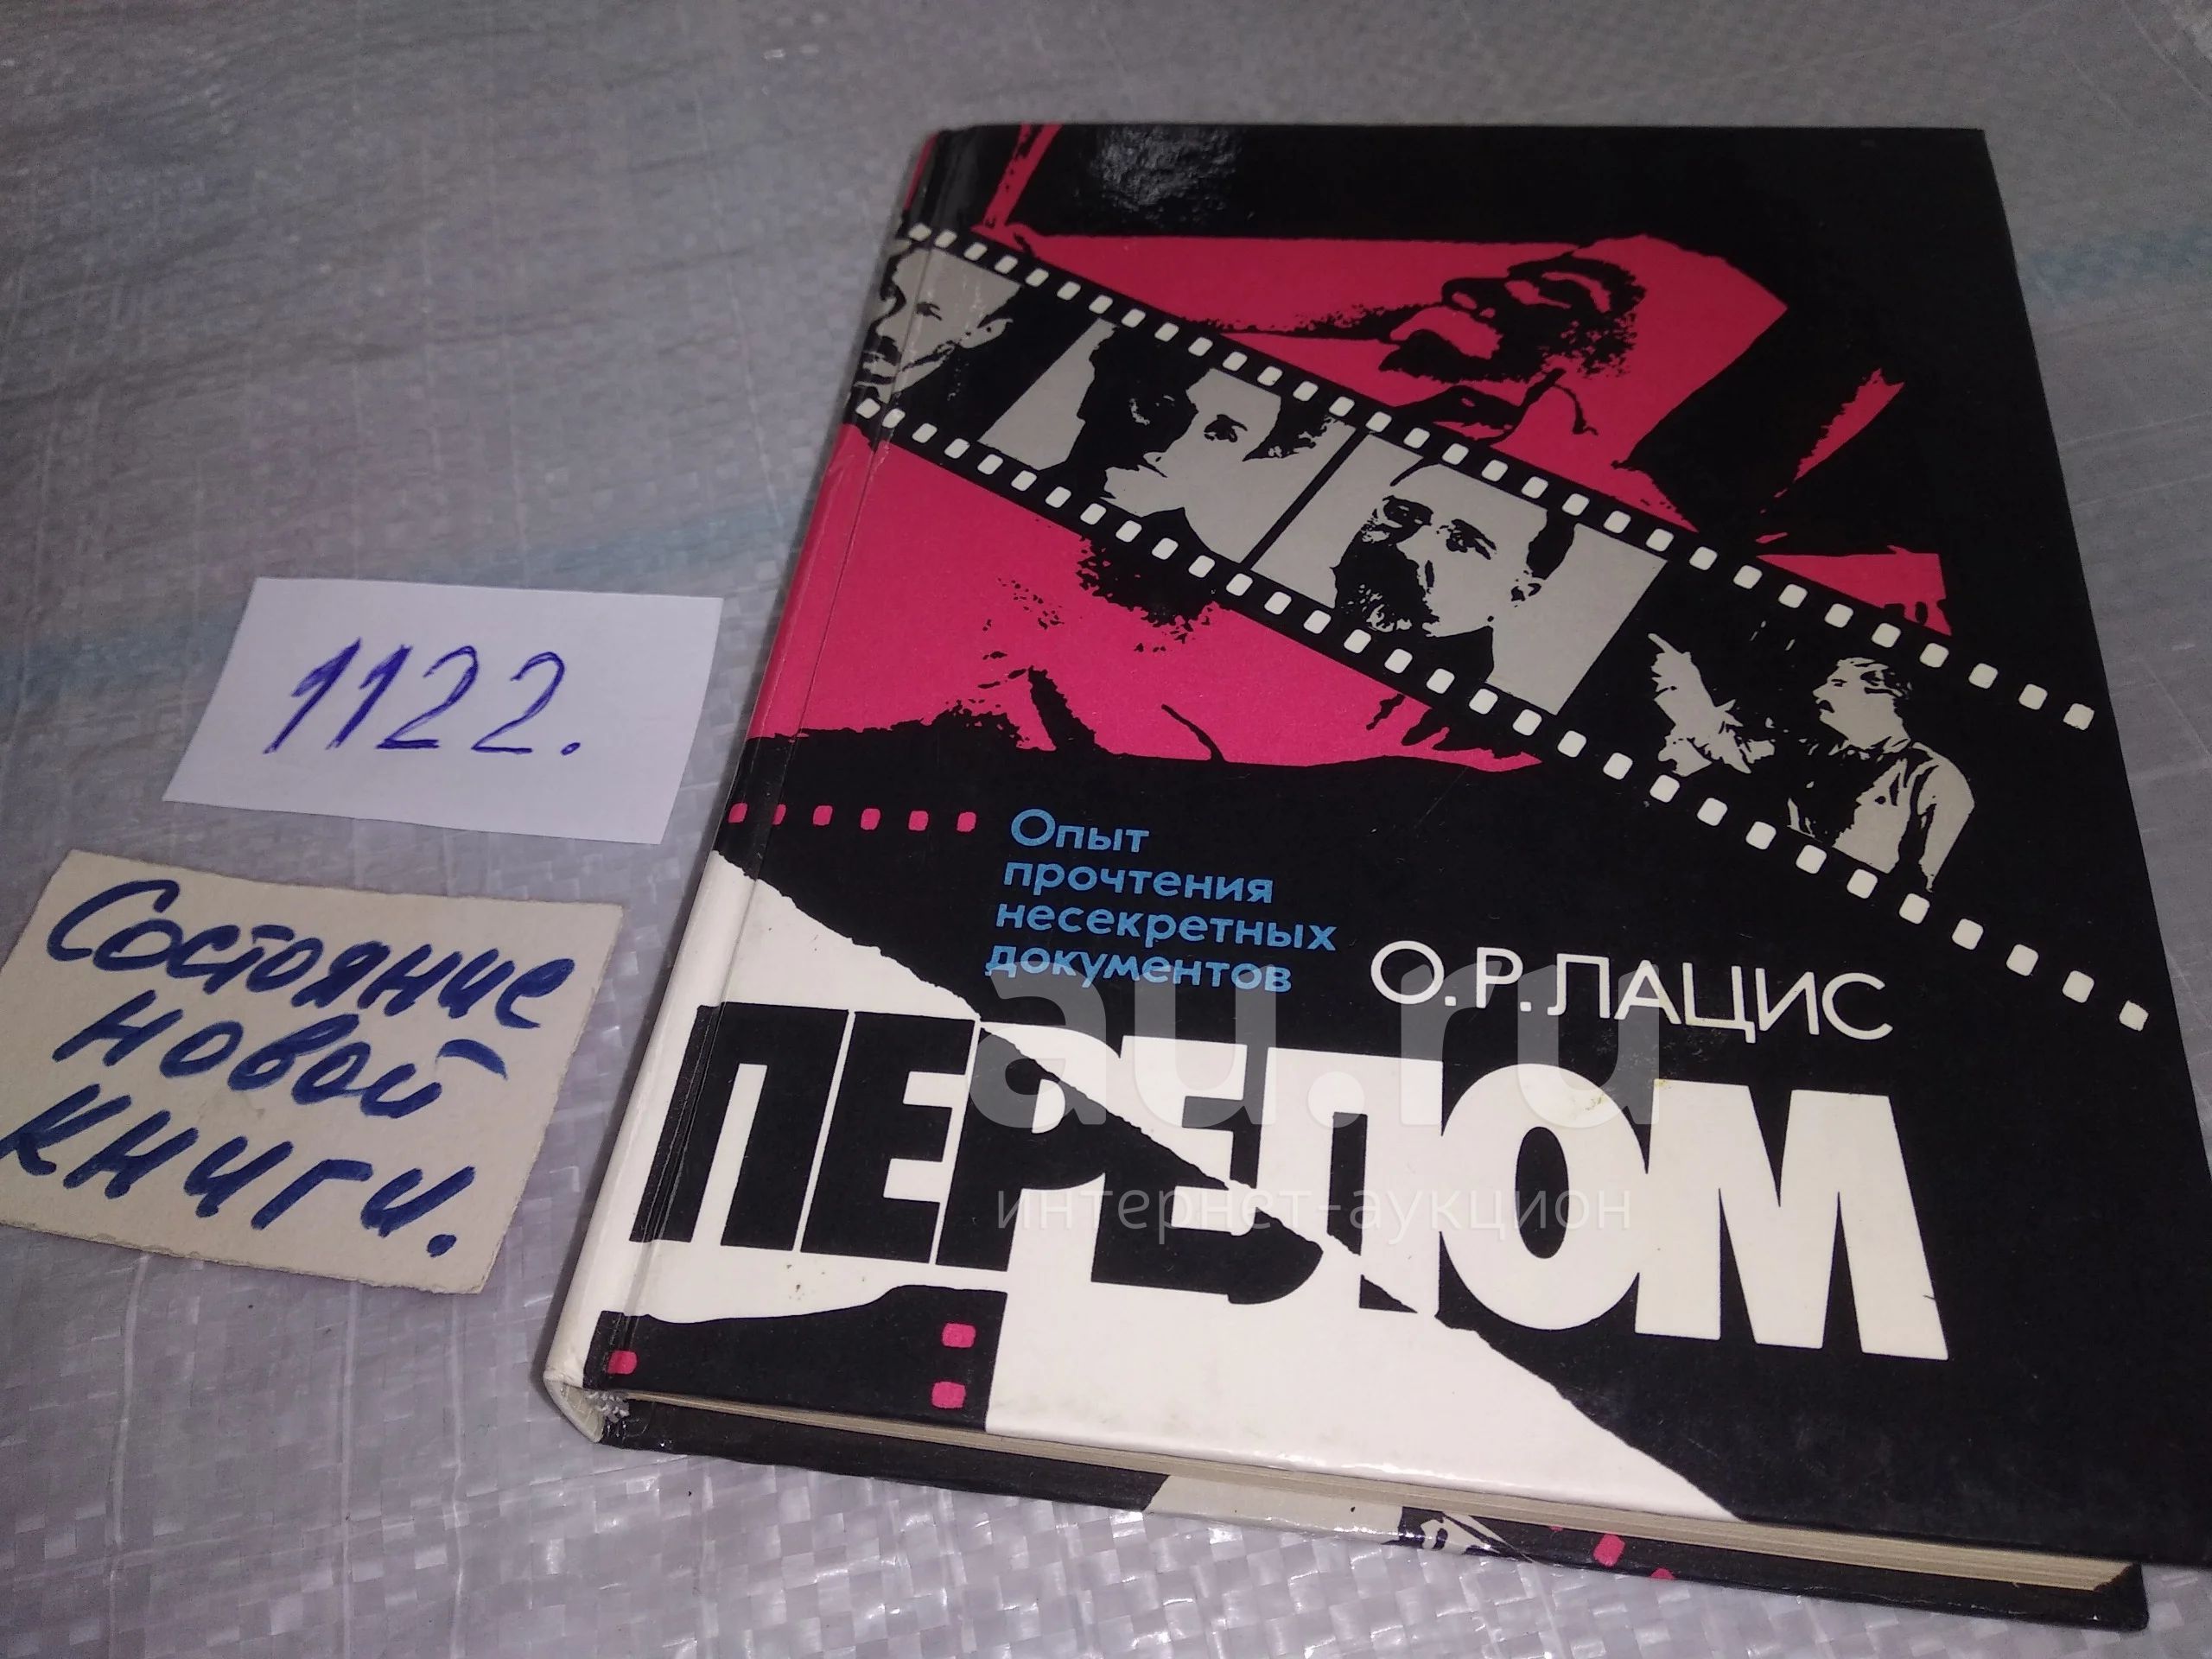 1122.
Состояние
новой
книги.
Опыт
прочтения
несекретных
документов
О.Р.ЛАЦИС
ПЕРЕЛОМ
au.ru
интернет-аукцион